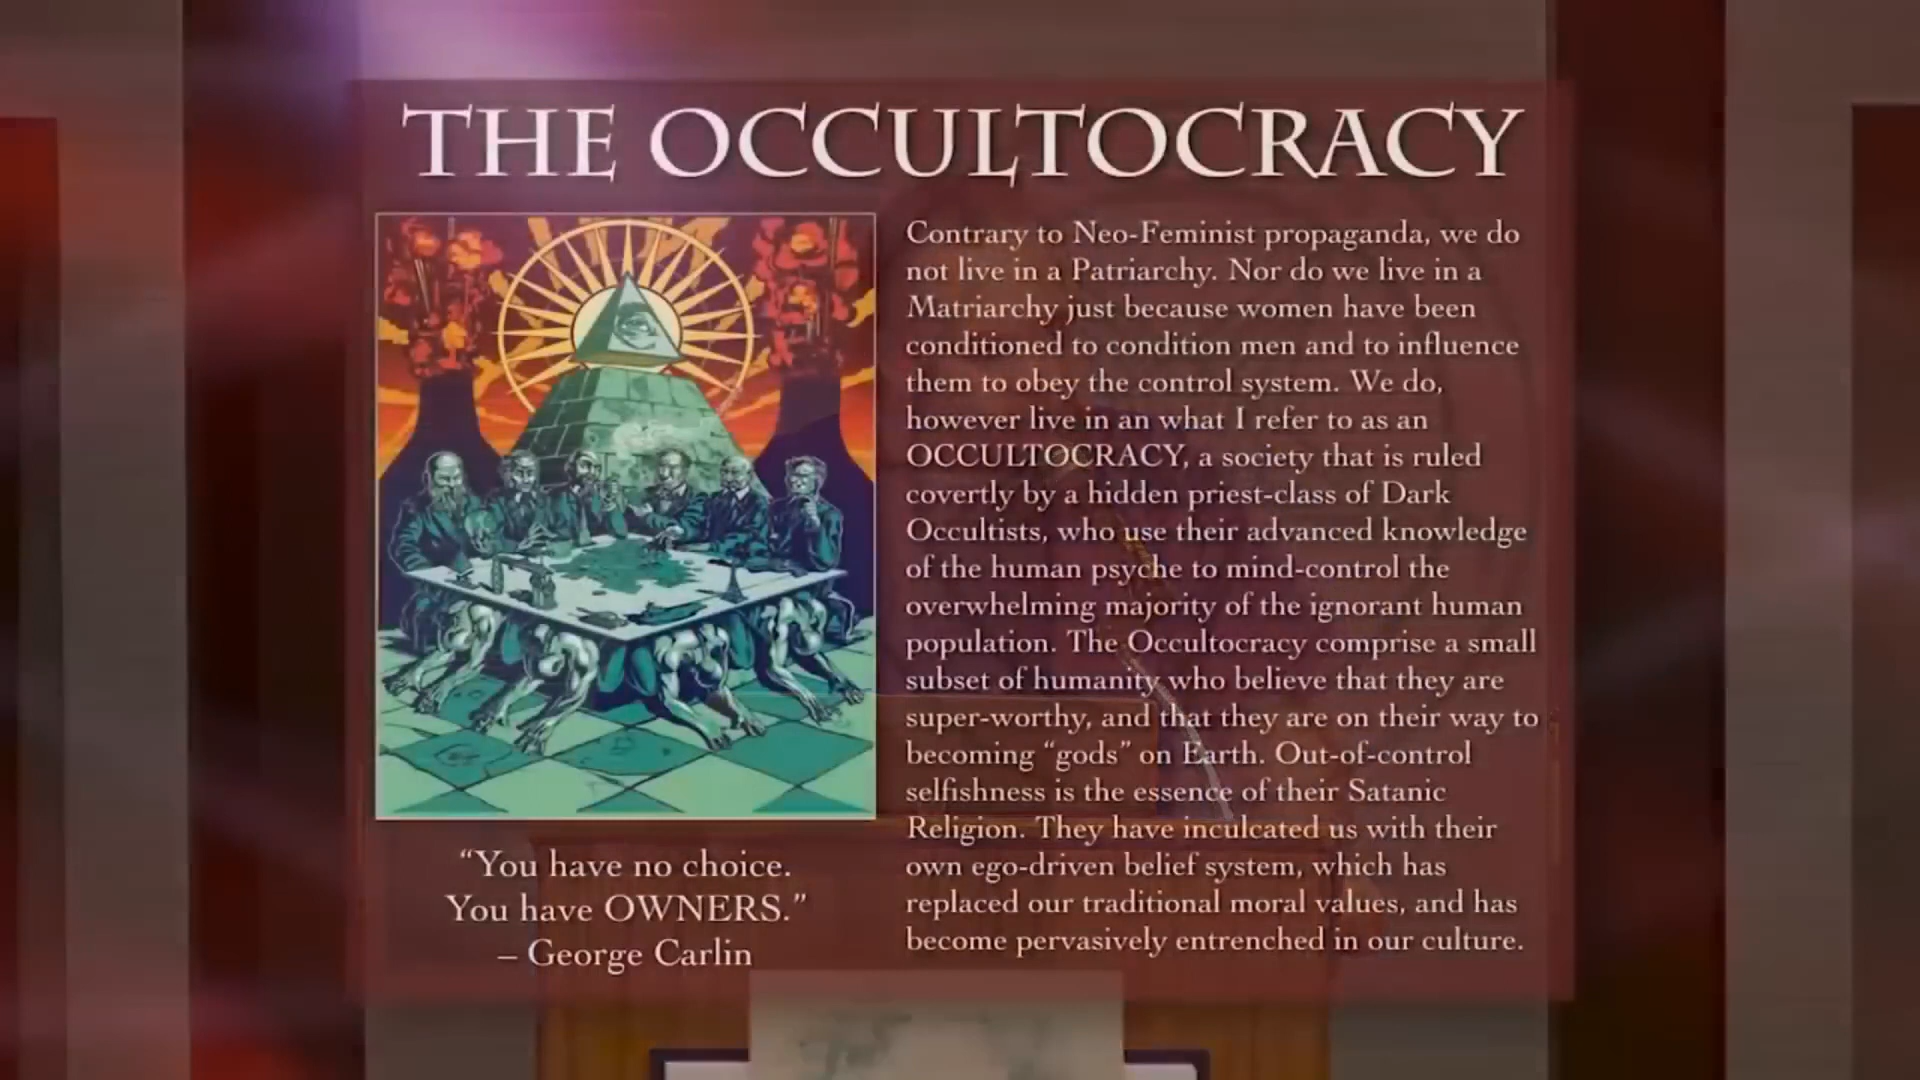 THE OCCULTOCRACY
Contrary to Neo-Feminist propaganda, we do
not live in a Patriarchy. Nor do we live in a
Matriarchy just because women have been
conditioned to condition men and to influence
them to obey the control system. We do,
however live in an what I refer to as an
OCCULTOCRACY, a society that is ruled
covertly by a hidden priest-class of Dark
Occultists, who use their advanced knowledge
of the human psyche to mind-control the
overwhelming majority of the ignorant human
population. The Occultocracy comprise a small
subset of humanity who believe that they are
super-worthy, and that they are on their way to
becoming “gods” on Earth. Out-of-control
selfishness is the essence of their Satanic
Religion. They have inculcated us with their
own ego-driven belief system, which has
replaced our traditional moral values, and has
become pervasively entrenched in our culture.
“You have no choice.
You have OWNERS.”
– George Carlin